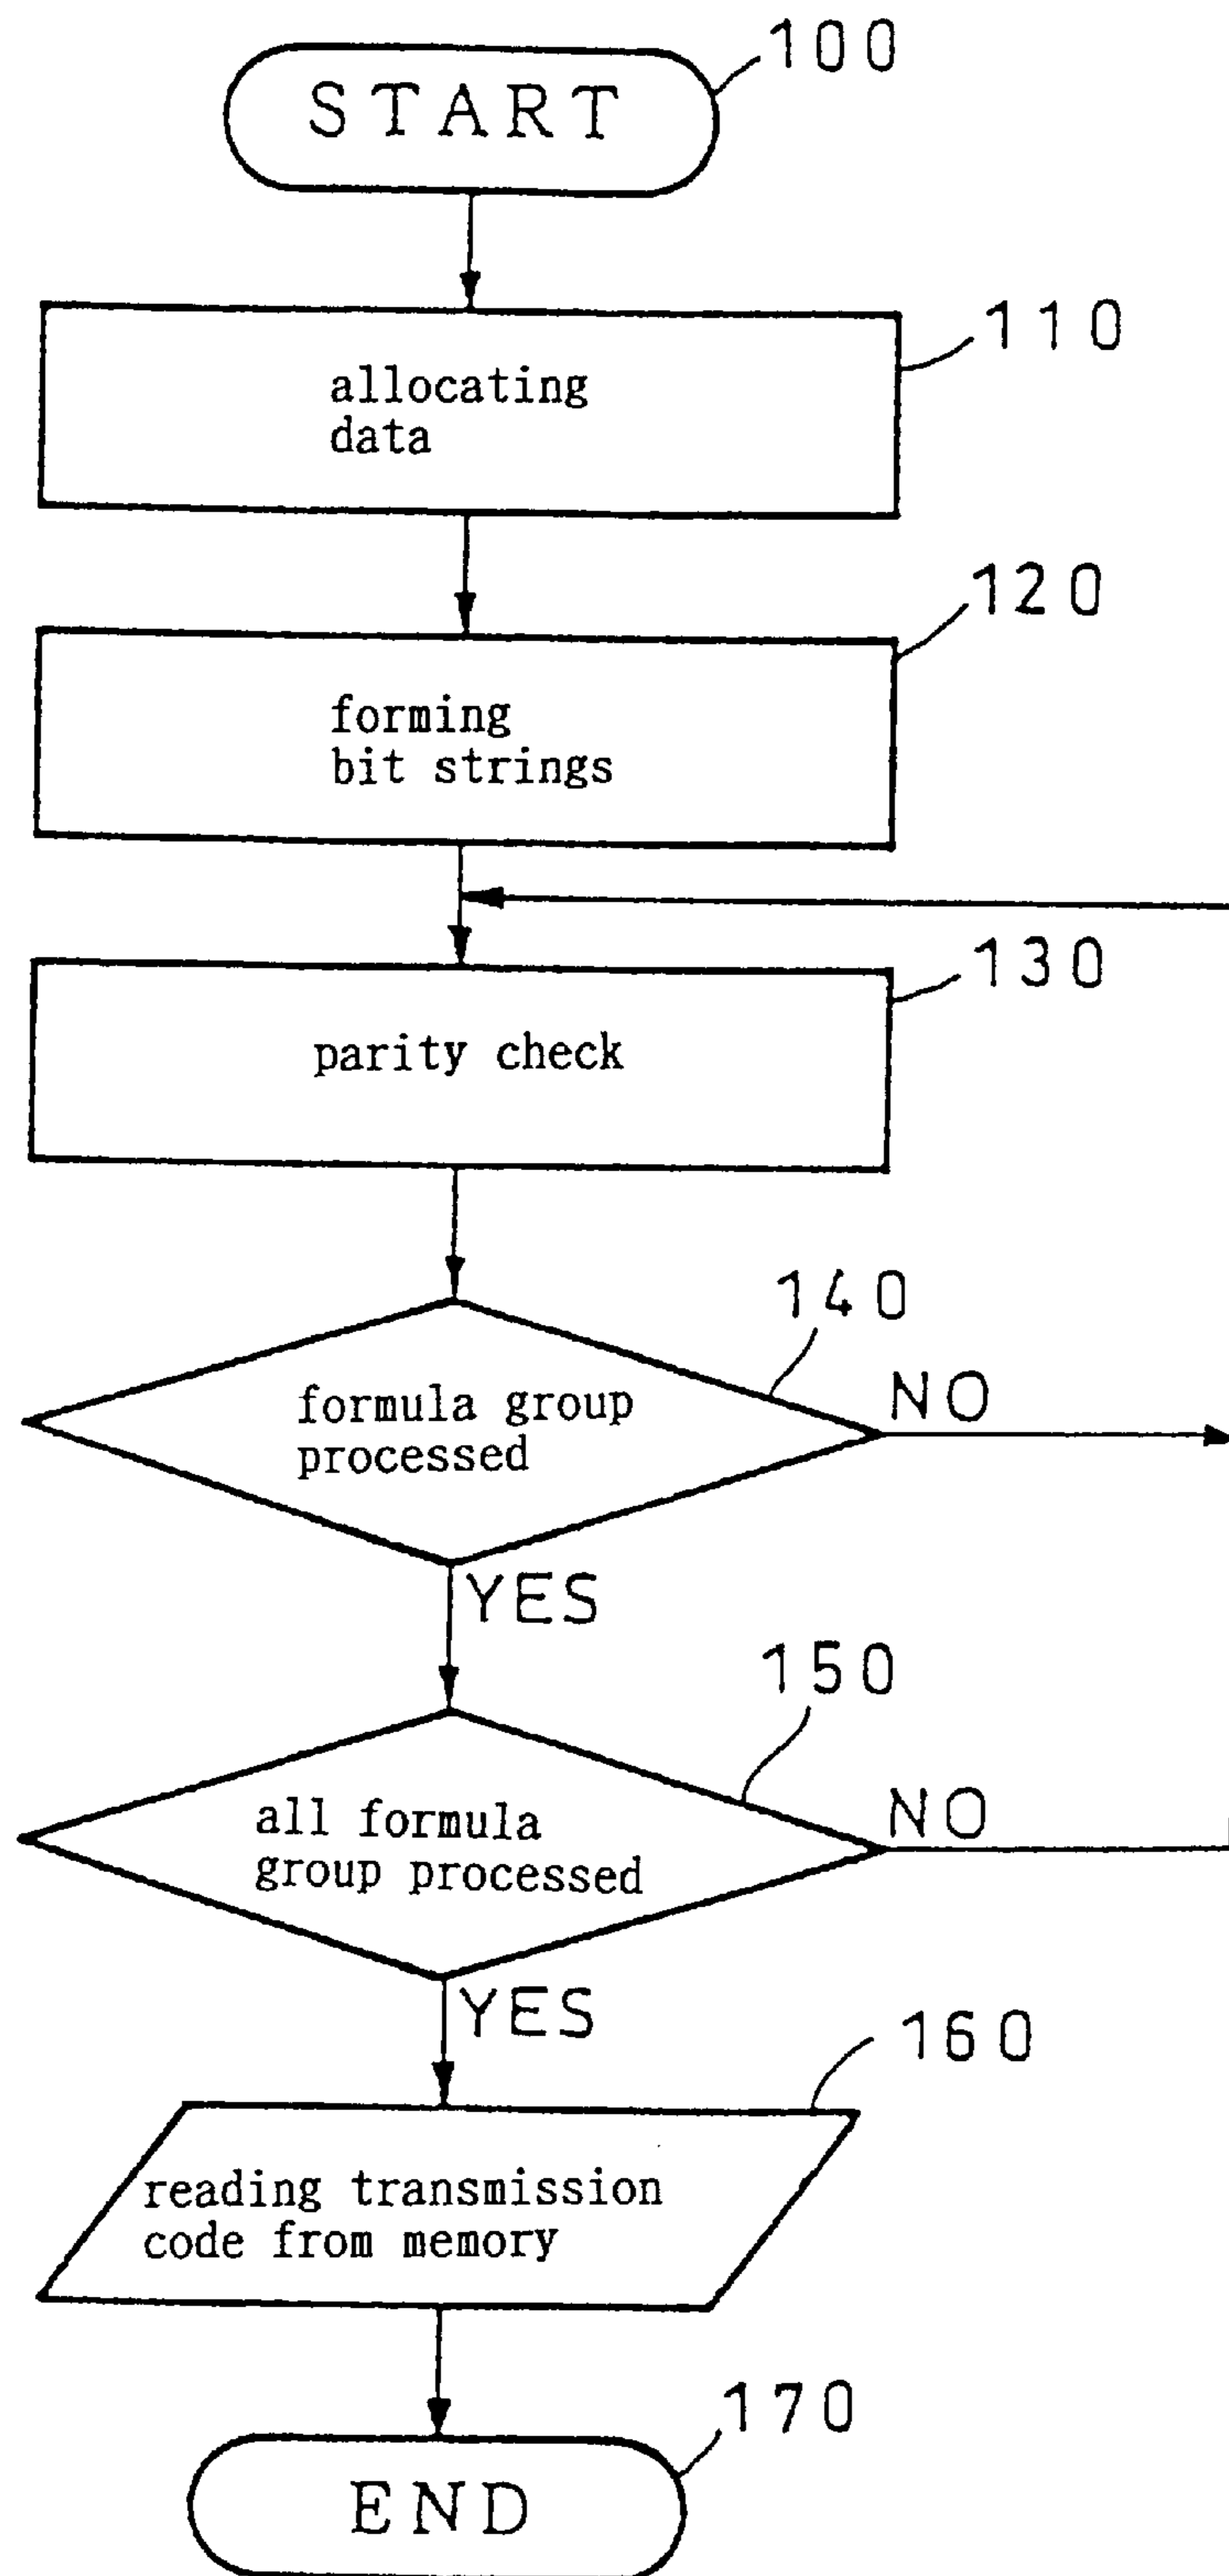 100
START
110
allocating
data
120
forming
bit strings
130
parity check
140
formula group
processed
NO
YES
150
all formula
group processed
NO
YES
160
reading transmission
code from memory
170
END